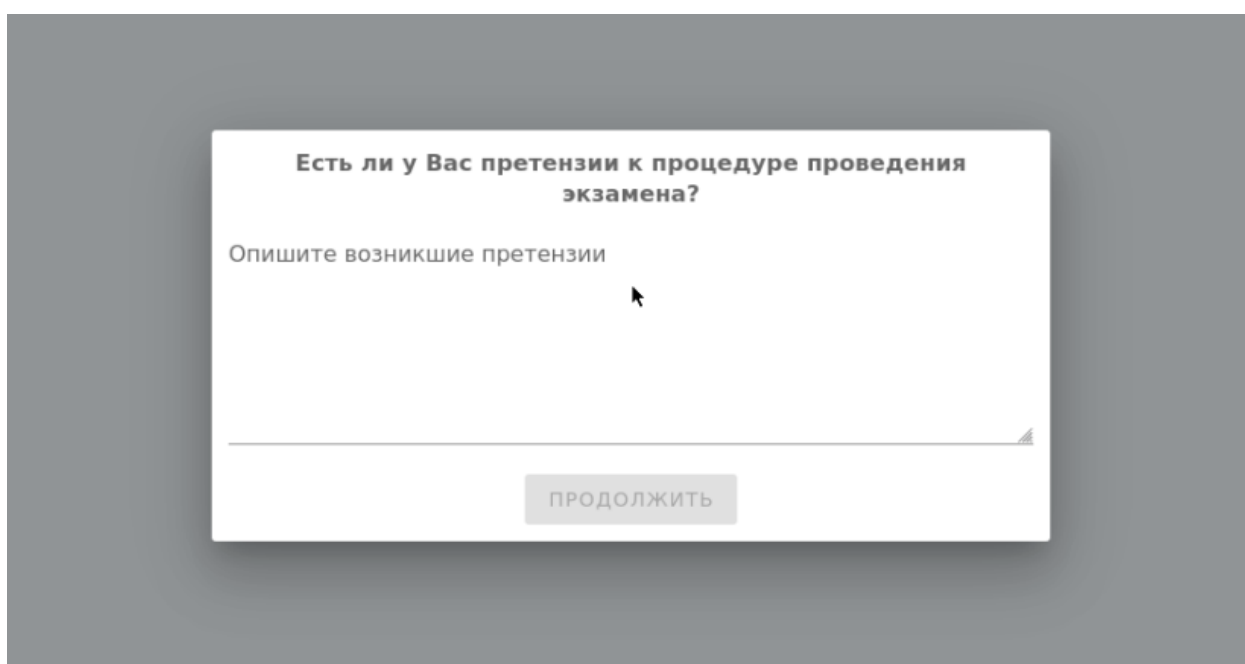 Есть ли у Вас претензии к процедуре проведения
экзамена?
Опишите возникшие претензии
ПРОДОЛЖИТЬ